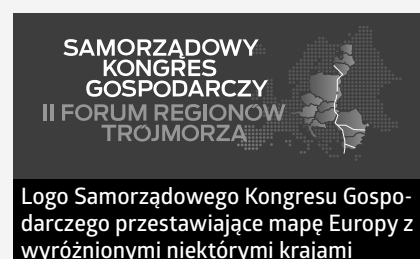 SAMORZĄDOWY
KONGRES
GOSPODARCZY
II FORUM REGIONÓW
TRÓJMORZA
Logo Samorządowego Kongresu Gospo-
darczego przestawiające mapę Europy z
wyróżnionymi niektórymi krajami